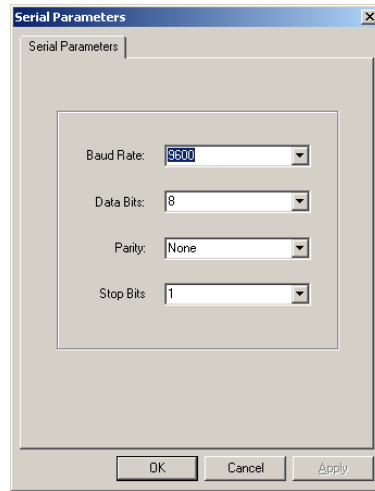 Serial Parameters
Serial Parameters
Baud Rate: 9600
Data Bits: 8
Parity: None
Stop Bits 1
OK Cancel Apply